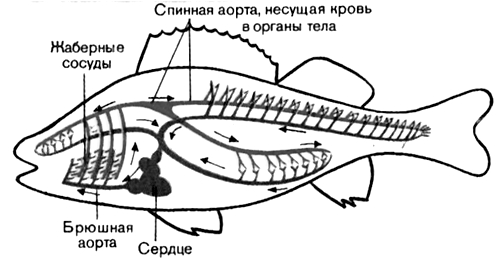 Спинная аорта, несущая кровь
в органы тела
Жаберные
сосуды
Брюшная
аорта
Сердце